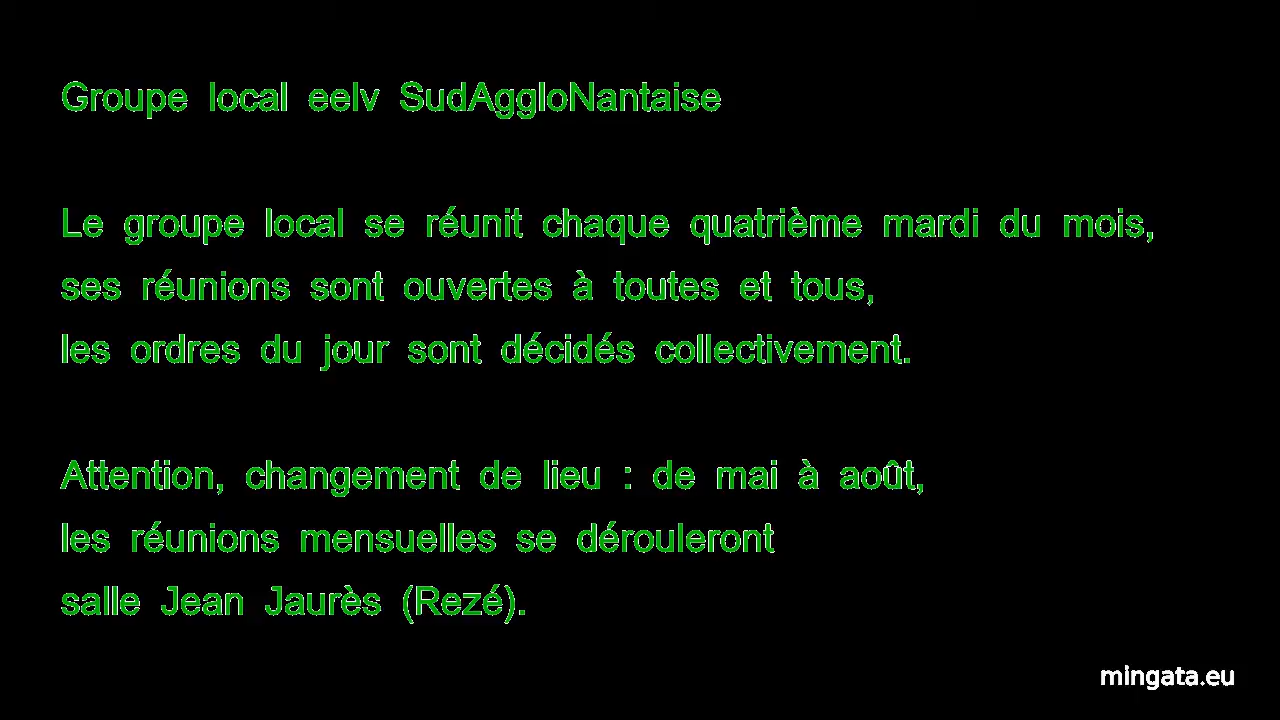 Groupe local eelv SudAggloNantaise
Le groupe local se réunit chaque quatrième mardi du mois,
ses réunions sont ouvertes à toutes et tous,
les ordres du jour sont décidés collectivement.
Attention, changement de lieu : de mai à août,
les réunions mensuelles se dérouleront
salle Jean Jaurès (Rezé).
mingata.eu